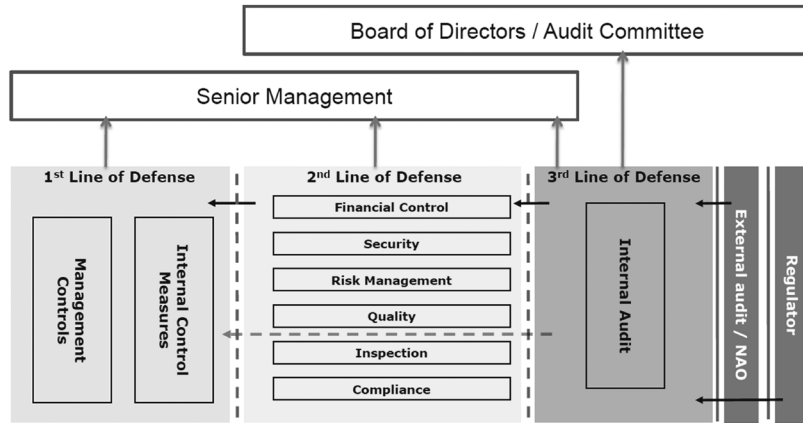 Board of Directors / Audit Committee
Senior Management
1st Line of Defense
2nd Line of Defense
3rd Line of Defense
Management
Controls
Internal Control
Measures
Financial Control
Security
Risk Management
Quality
Inspection
Compliance
Internal Audit
External audit / NAO
Regulator